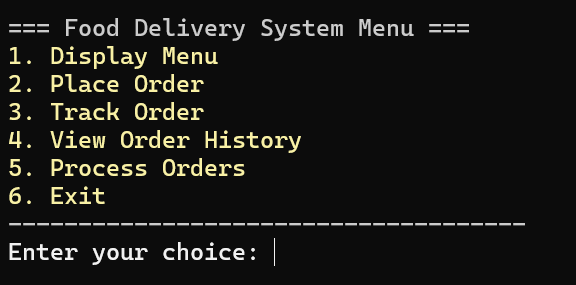 === Food Delivery System Menu ===
1. Display Menu
2. Place Order
3. Track Order
4. View Order History
5. Process Orders
6. Exit
-------------------------------------
Enter your choice: